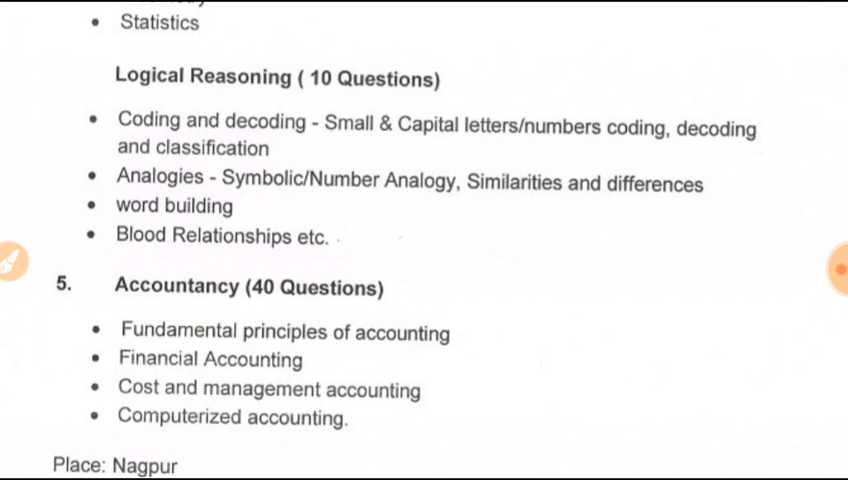 • Statistics
Logical Reasoning ( 10 Questions)
• Coding and decoding - Small & Capital letters/numbers coding, decoding
and classification
• Analogies - Symbolic/Number Analogy, Similarities and differences
• word building
• Blood Relationships etc.
5. Accountancy (40 Questions)
• Fundamental principles of accounting
• Financial Accounting
• Cost and management accounting
• Computerized accounting.
Place: Nagpur